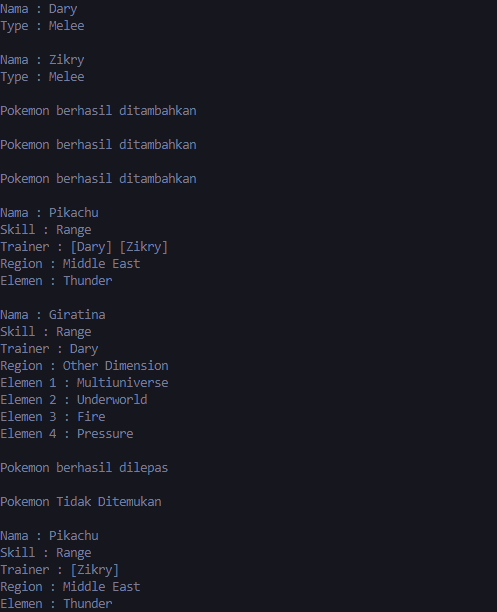 Nama : Dary
Type : Melee
Nama : Zikry
Type : Melee
Pokemon berhasil ditambahkan
Pokemon berhasil ditambahkan
Pokemon berhasil ditambahkan
Nama : Pikachu
Skill : Range
Trainer : [Dary] [Zikry]
Region : Middle East
Elemen : Thunder
Nama : Giratina
Skill : Range
Trainer : Dary
Region : Other Dimension
Elemen 1 : Multiuniverse
Elemen 2 : Underworld
Elemen 3 : Fire
Elemen 4 : Pressure
Pokemon berhasil dilepas
Pokemon Tidak Ditemukan
Nama : Pikachu
Skill : Range
Trainer : [Zikry]
Region : Middle East
Elemen : Thunder